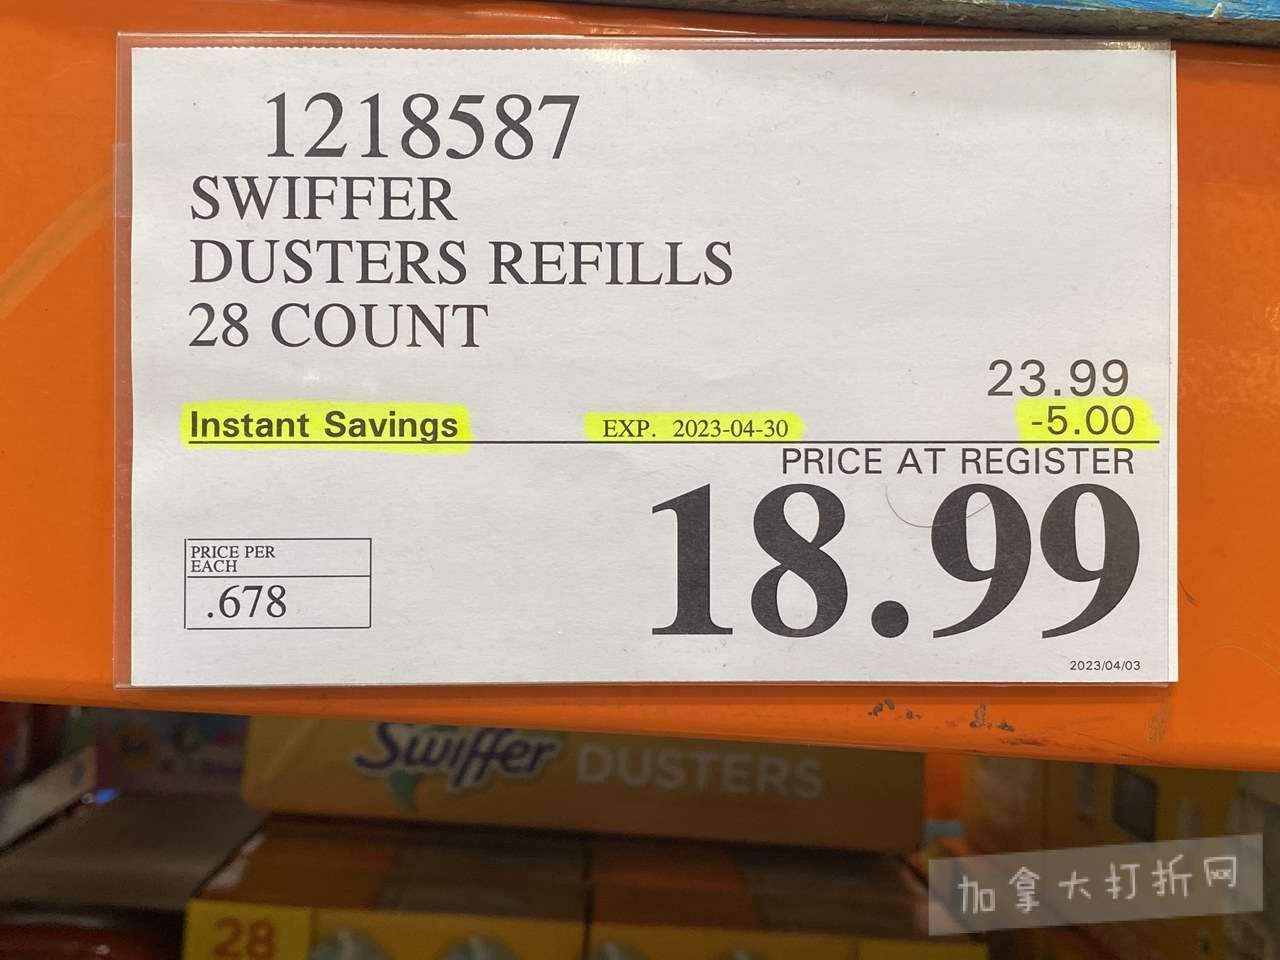 1218587
SWIFFER
DUSTERS REFILLS
28 COUNT
23.99
Instant Savings EXP. 2023-04-30 -5.00
PRICE AT REGISTER
18.99
PRICE PER
EACH
.678
2023/04/03
Swiffer DUSTERS
28
加拿大打折网